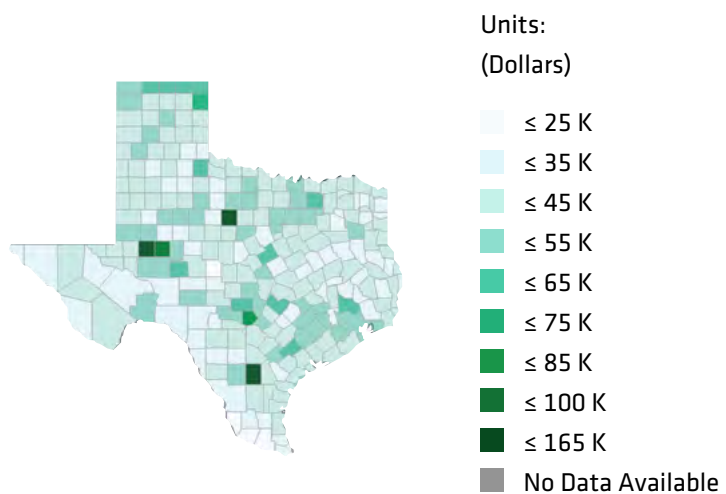 Units:
(Dollars)
≤ 25 K
≤ 35 K
≤ 45 K
≤ 55 K
≤ 65 K
≤ 75 K
≤ 85 K
≤ 100 K
≤ 165 K
No Data Available